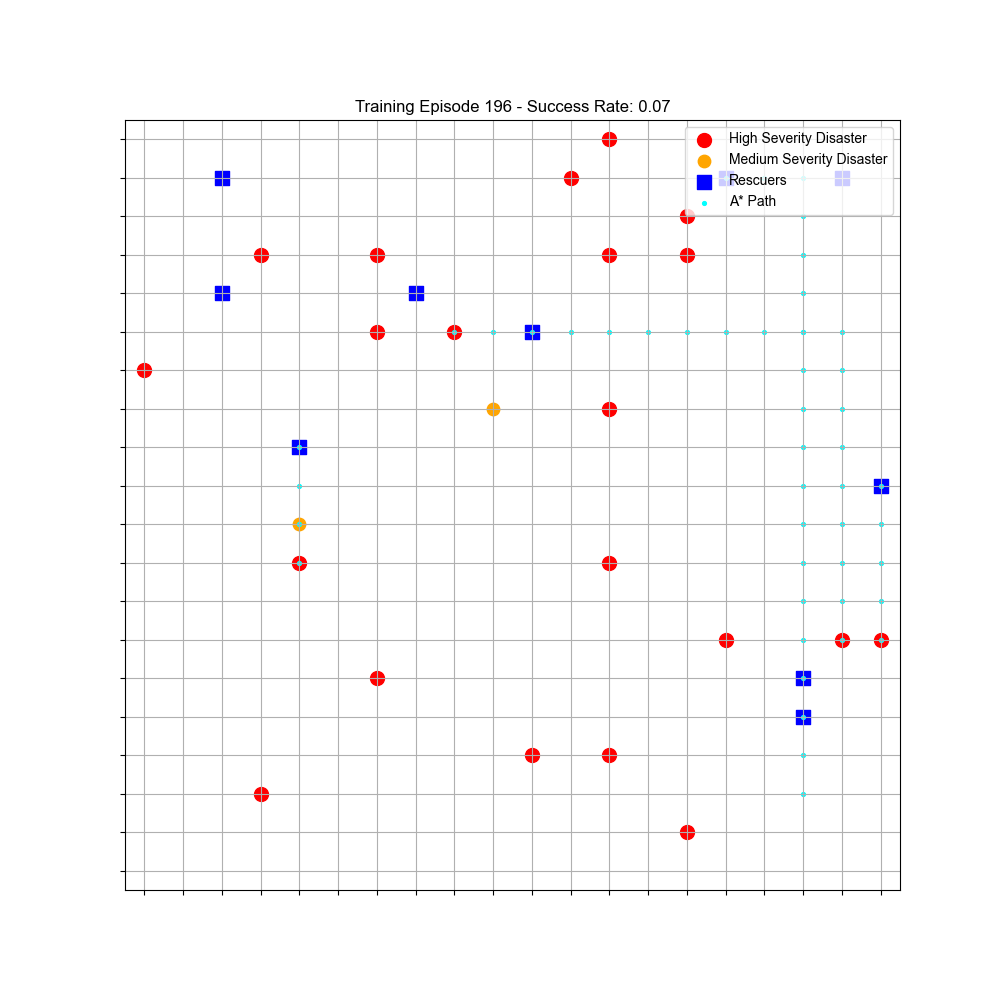 Training Episode 196 - Success Rate: 0.07
High Severity Disaster
Medium Severity Disaster
Rescuers
A* Path